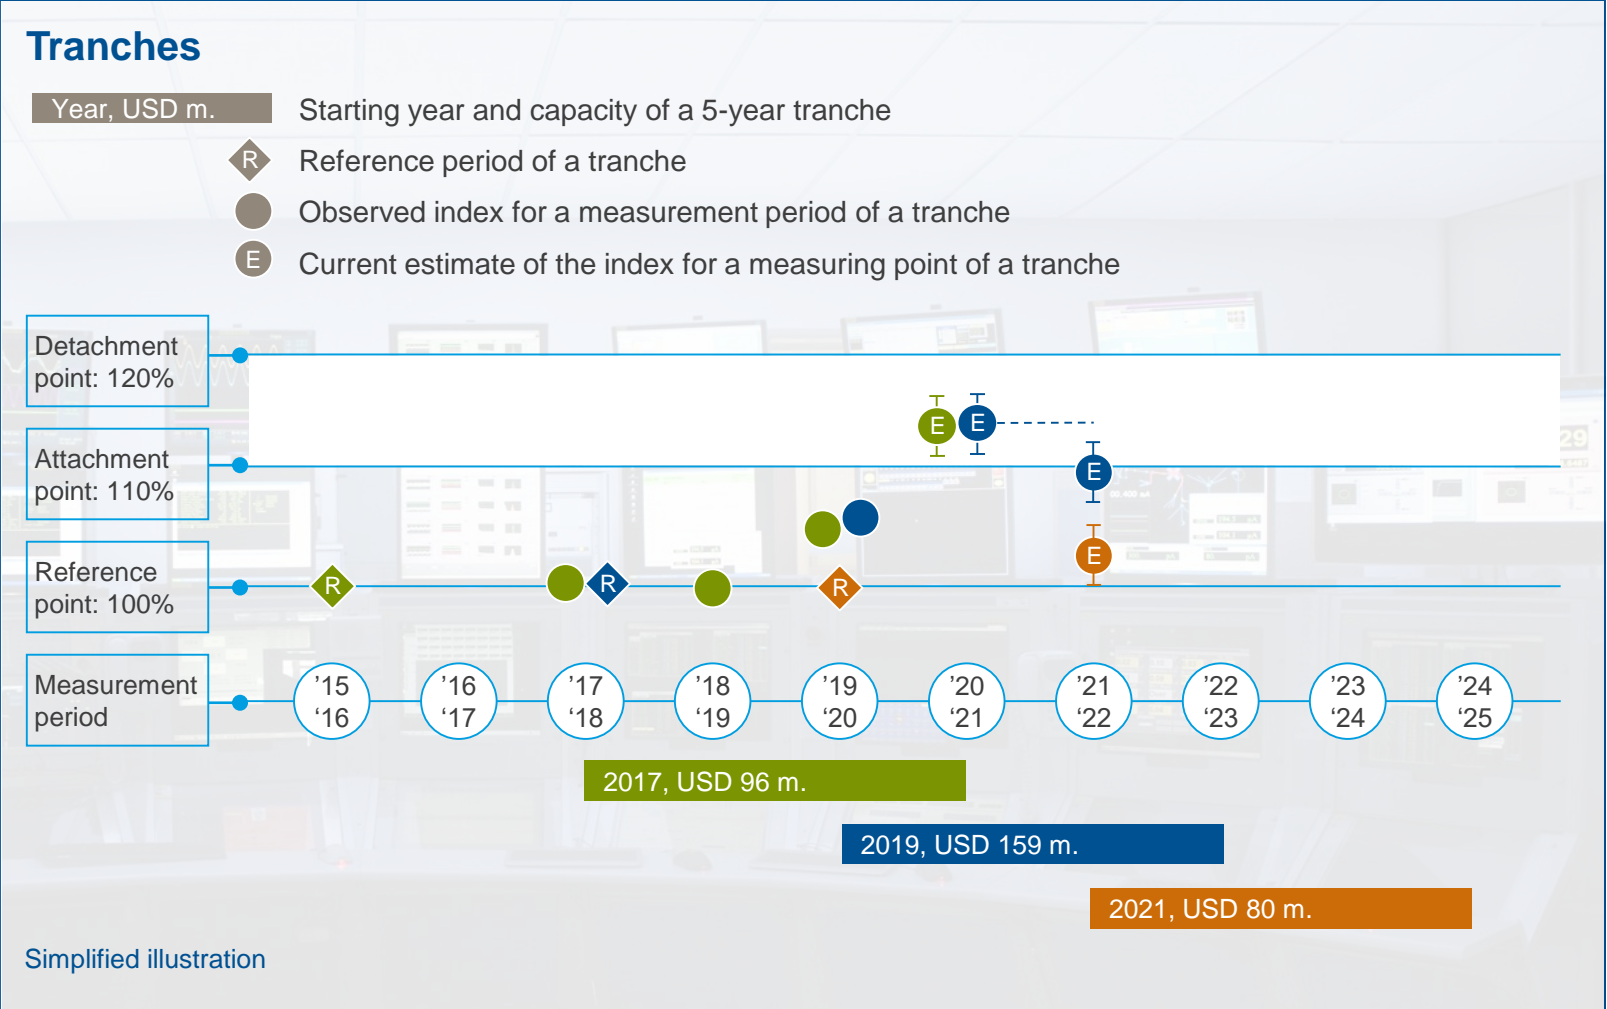 Tranches
Year, USD m.
Starting year and capacity of a 5-year tranche
R
Reference period of a tranche
Observed index for a measurement period of a tranche
E
Current estimate of the index for a measuring point of a tranche
Detachment
point: 120%
E
E
Attachment
point: 110%
E
E
Reference
point: 100%
R
R
R
Measurement
period
’15
‘16
’16
‘17
’17
‘18
’18
‘19
’19
‘20
’20
‘21
’21
‘22
’22
‘23
’23
‘24
’24
‘25
2017, USD 96 m.
2019, USD 159 m.
2021, USD 80 m.
Simplified illustration